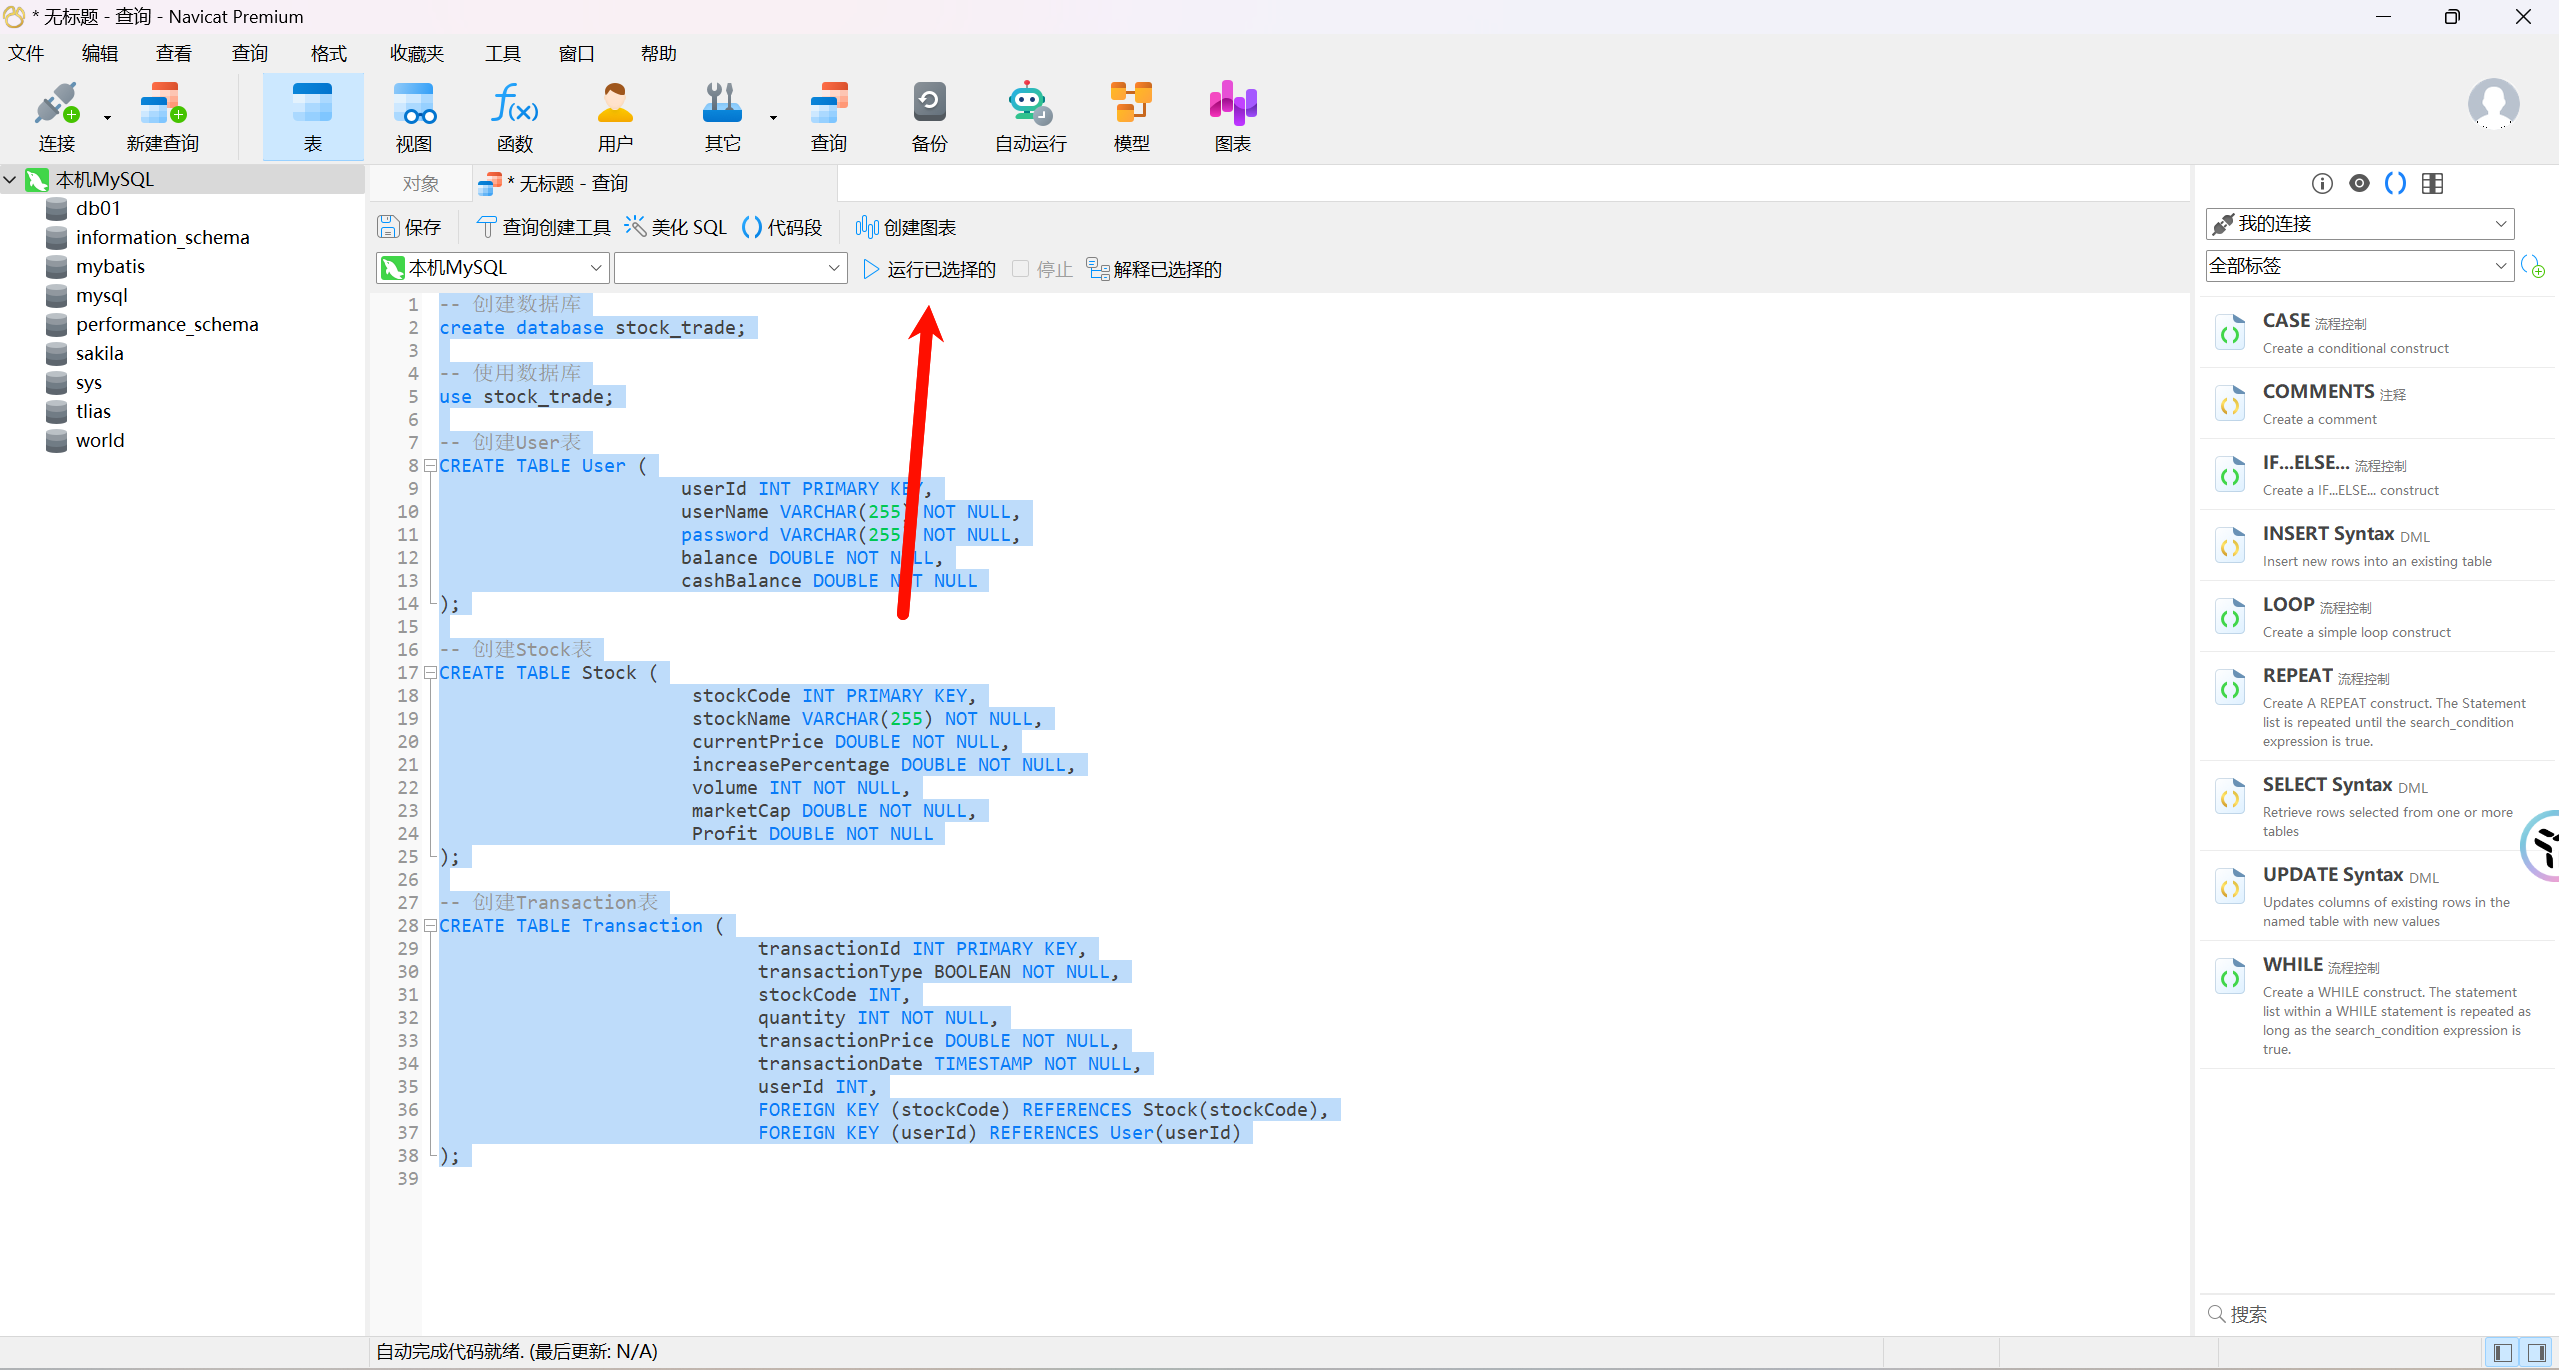 * 无标题 - 查询 - Navicat Premium
文件 编辑 查看 查询 格式 收藏夹 工具 窗口 帮助
连接 新建查询 表 视图 函数 用户 其它 查询 备份 自动运行 模型 图表
本机MySQL
db01
information_schema
mybatis
mysql
performance_schema
sakila
sys
tlias
world
对象 * 无标题 - 查询
保存 查询创建工具 美化 SQL 代码段 创建图表
本机MySQL 运行已选择的 停止 解释已选择的
1 -- 创建数据库
2 create database stock_trade;
3
4 -- 使用数据库
5 use stock_trade;
6
7 -- 创建User表
8 CREATE TABLE User (
9 userId INT PRIMARY KEY,
10 userName VARCHAR(255) NOT NULL,
11 password VARCHAR(255) NOT NULL,
12 balance DOUBLE NOT NULL,
13 cashBalance DOUBLE NOT NULL
14 );
15
16 -- 创建Stock表
17 CREATE TABLE Stock (
18 stockCode INT PRIMARY KEY,
19 stockName VARCHAR(255) NOT NULL,
20 currentPrice DOUBLE NOT NULL,
21 increasePercentage DOUBLE NOT NULL,
22 volume INT NOT NULL,
23 marketCap DOUBLE NOT NULL,
24 Profit DOUBLE NOT NULL
25 );
26
27 -- 创建Transaction表
28 CREATE TABLE Transaction (
29 transactionId INT PRIMARY KEY,
30 transactionType BOOLEAN NOT NULL,
31 stockCode INT,
32 quantity INT NOT NULL,
33 transactionPrice DOUBLE NOT NULL,
34 transactionDate TIMESTAMP NOT NULL,
35 userId INT,
36 FOREIGN KEY (stockCode) REFERENCES Stock(stockCode),
37 FOREIGN KEY (userId) REFERENCES User(userId)
38 );
39
我的连接
全部标签
CASE 流程控制
Create a conditional construct
COMMENTS 注释
Create a comment
IF...ELSE... 流程控制
Create a IF...ELSE... construct
INSERT Syntax DML
Insert new rows into an existing table
LOOP 流程控制
Create a simple loop construct
REPEAT 流程控制
Create A REPEAT construct. The Statement
list is repeated until the search_condition
expression is true.
SELECT Syntax DML
Retrieve rows selected from one or more
tables
UPDATE Syntax DML
Updates columns of existing rows in the
named table with new values
WHILE 流程控制
Create a WHILE construct. The statement
list within a WHILE statement is repeated as
long as the search_condition expression is
true.
搜索
自动完成代码就绪. (最后更新: N/A)